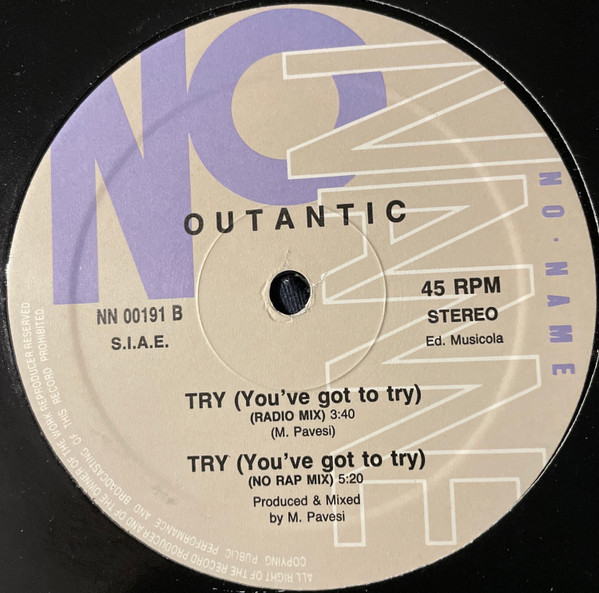 NO
NAME
NO·NAME
OUTANTIC
NN 00191 B
S.I.A.E.
45 RPM
STEREO
Ed. Musicola
TRY (You've got to try)
(RADIO MIX) 3:40
(M. Pavesi)
TRY (You've got to try)
(NO RAP MIX) 5:20
Produced & Mixed
by M. Pavesi
ALL RIGHT OF THE RECORD PRODUCER AND OF THE OWNER OF THE WORK REPRODUCER RESERVED
COPYING PUBLIC PERFORMANCE AND BROADCASTING OF THIS RECORD PROHIBITED